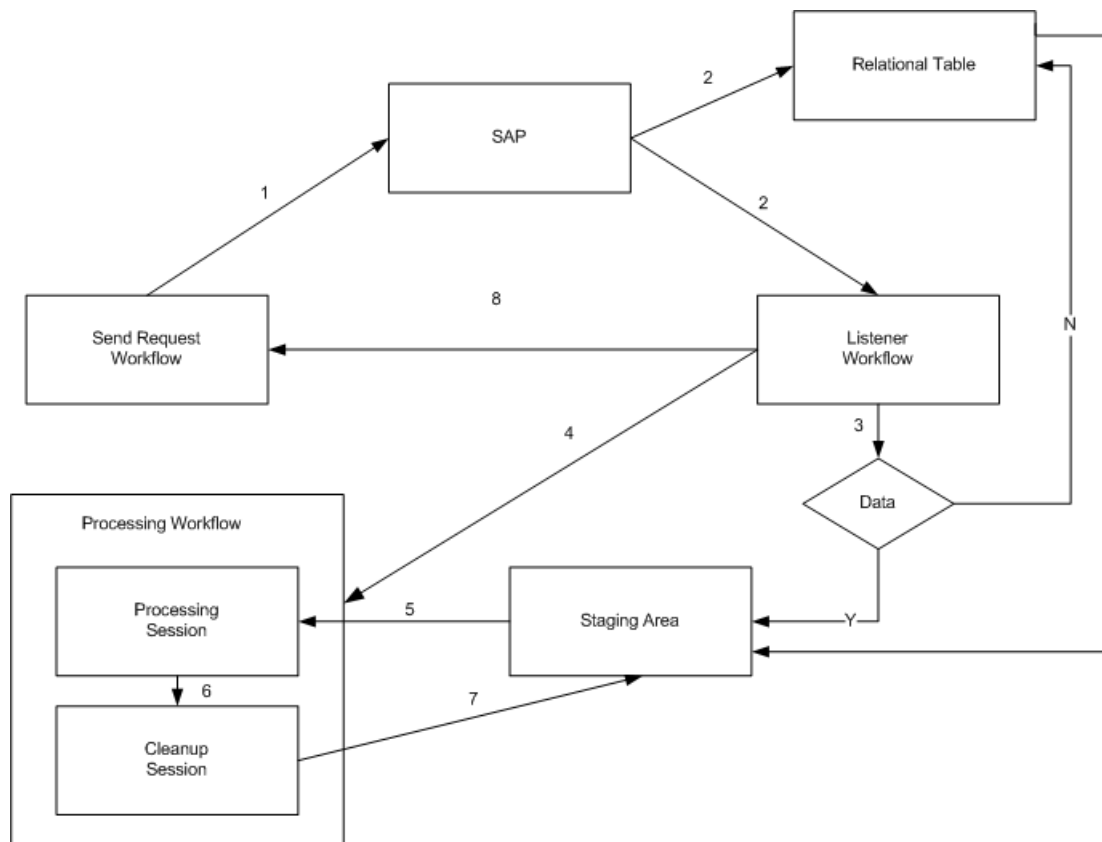 Relational Table
2
SAP
1
2
8
Send Request
Workflow
Listener
Workflow
N
3
4
Data
Processing Workflow
Processing
Session
5
Staging Area
Y
6
7
Cleanup
Session